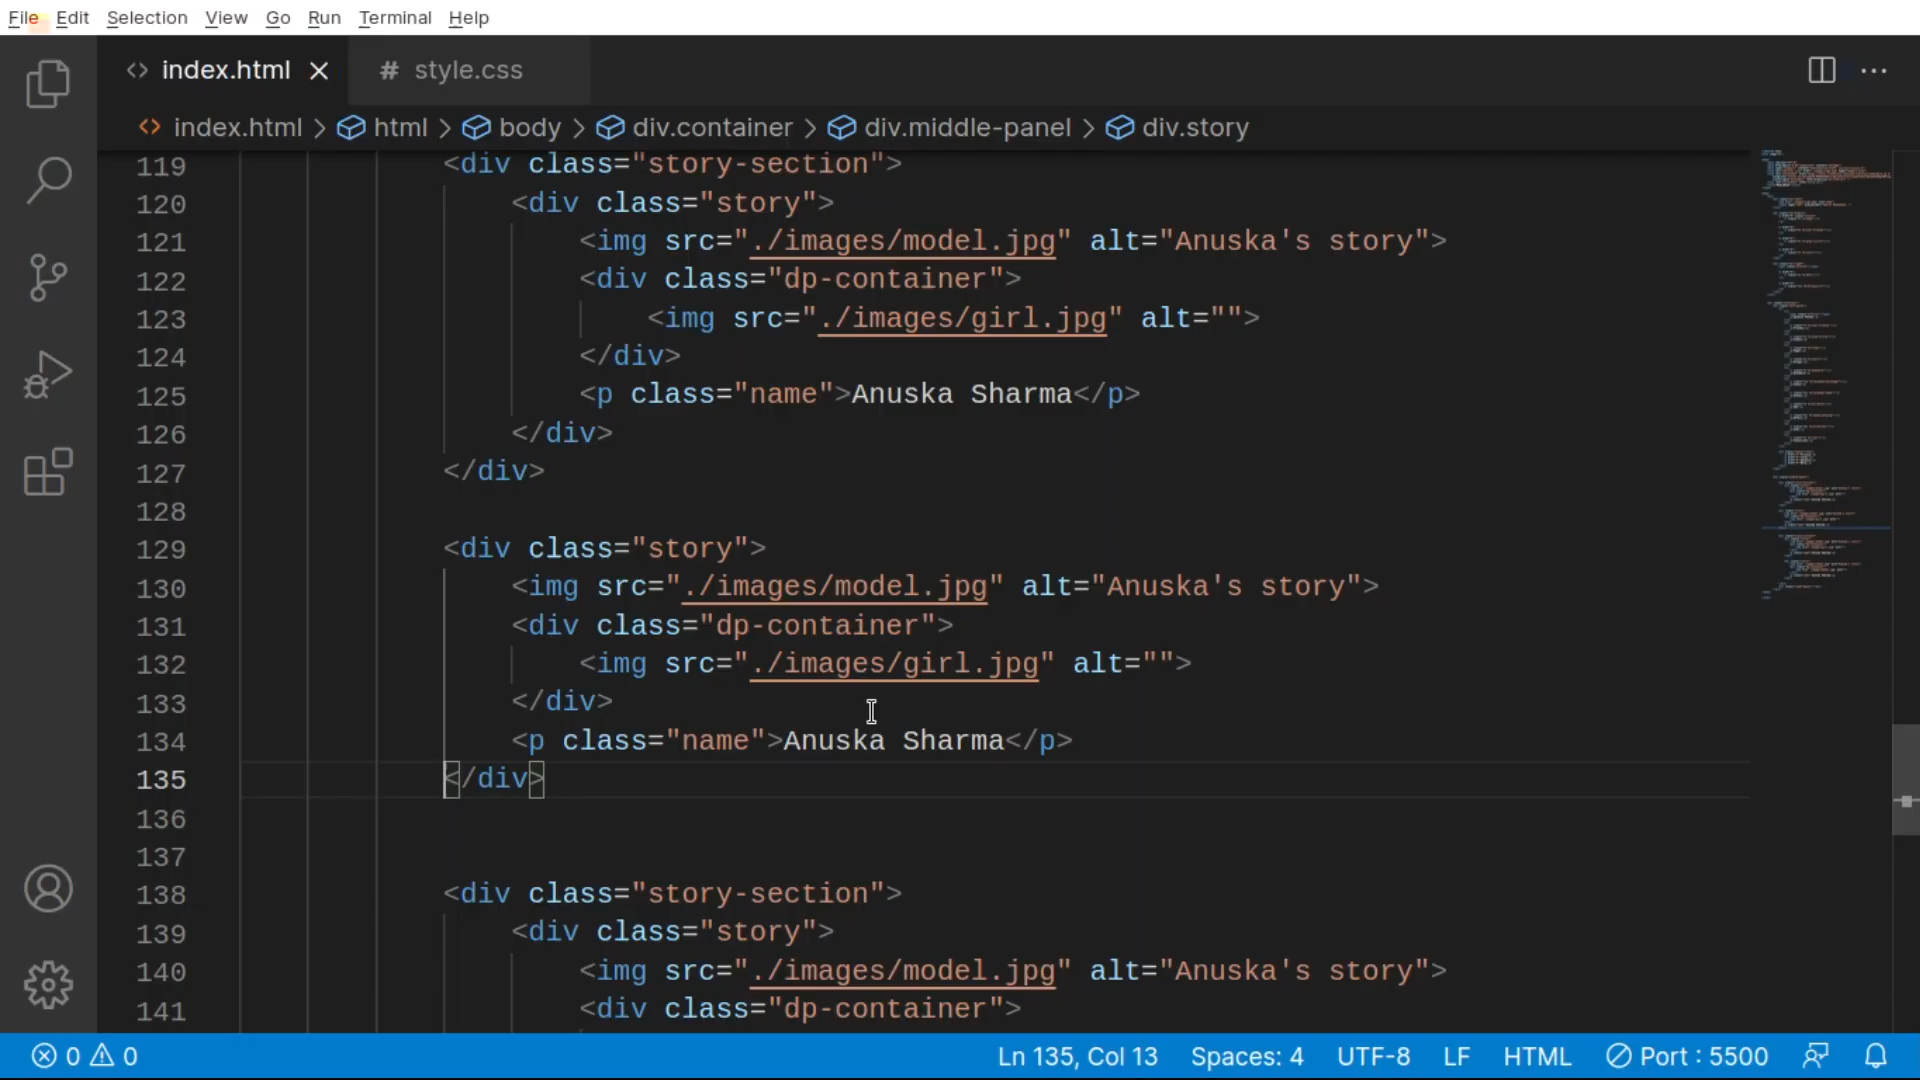 File Edit Selection View Go Run Terminal Help
index.html style.css
index.html > html > body > div.container > div.middle-panel > div.story
119 <div class="story-section">
120 <div class="story">
121 <img src="./images/model.jpg" alt="Anuska's story">
122 <div class="dp-container">
123 <img src="./images/girl.jpg" alt="">
124 </div>
125 <p class="name">Anuska Sharma</p>
126 </div>
127 </div>
128
129 <div class="story">
130 <img src="./images/model.jpg" alt="Anuska's story">
131 <div class="dp-container">
132 <img src="./images/girl.jpg" alt="">
133 </div>
134 <p class="name">Anuska Sharma</p>
135 </div>
136
137
138 <div class="story-section">
139 <div class="story">
140 <img src="./images/model.jpg" alt="Anuska's story">
141 <div class="dp-container">
0 0 Ln 135, Col 13 Spaces: 4 UTF-8 LF HTML Port : 5500